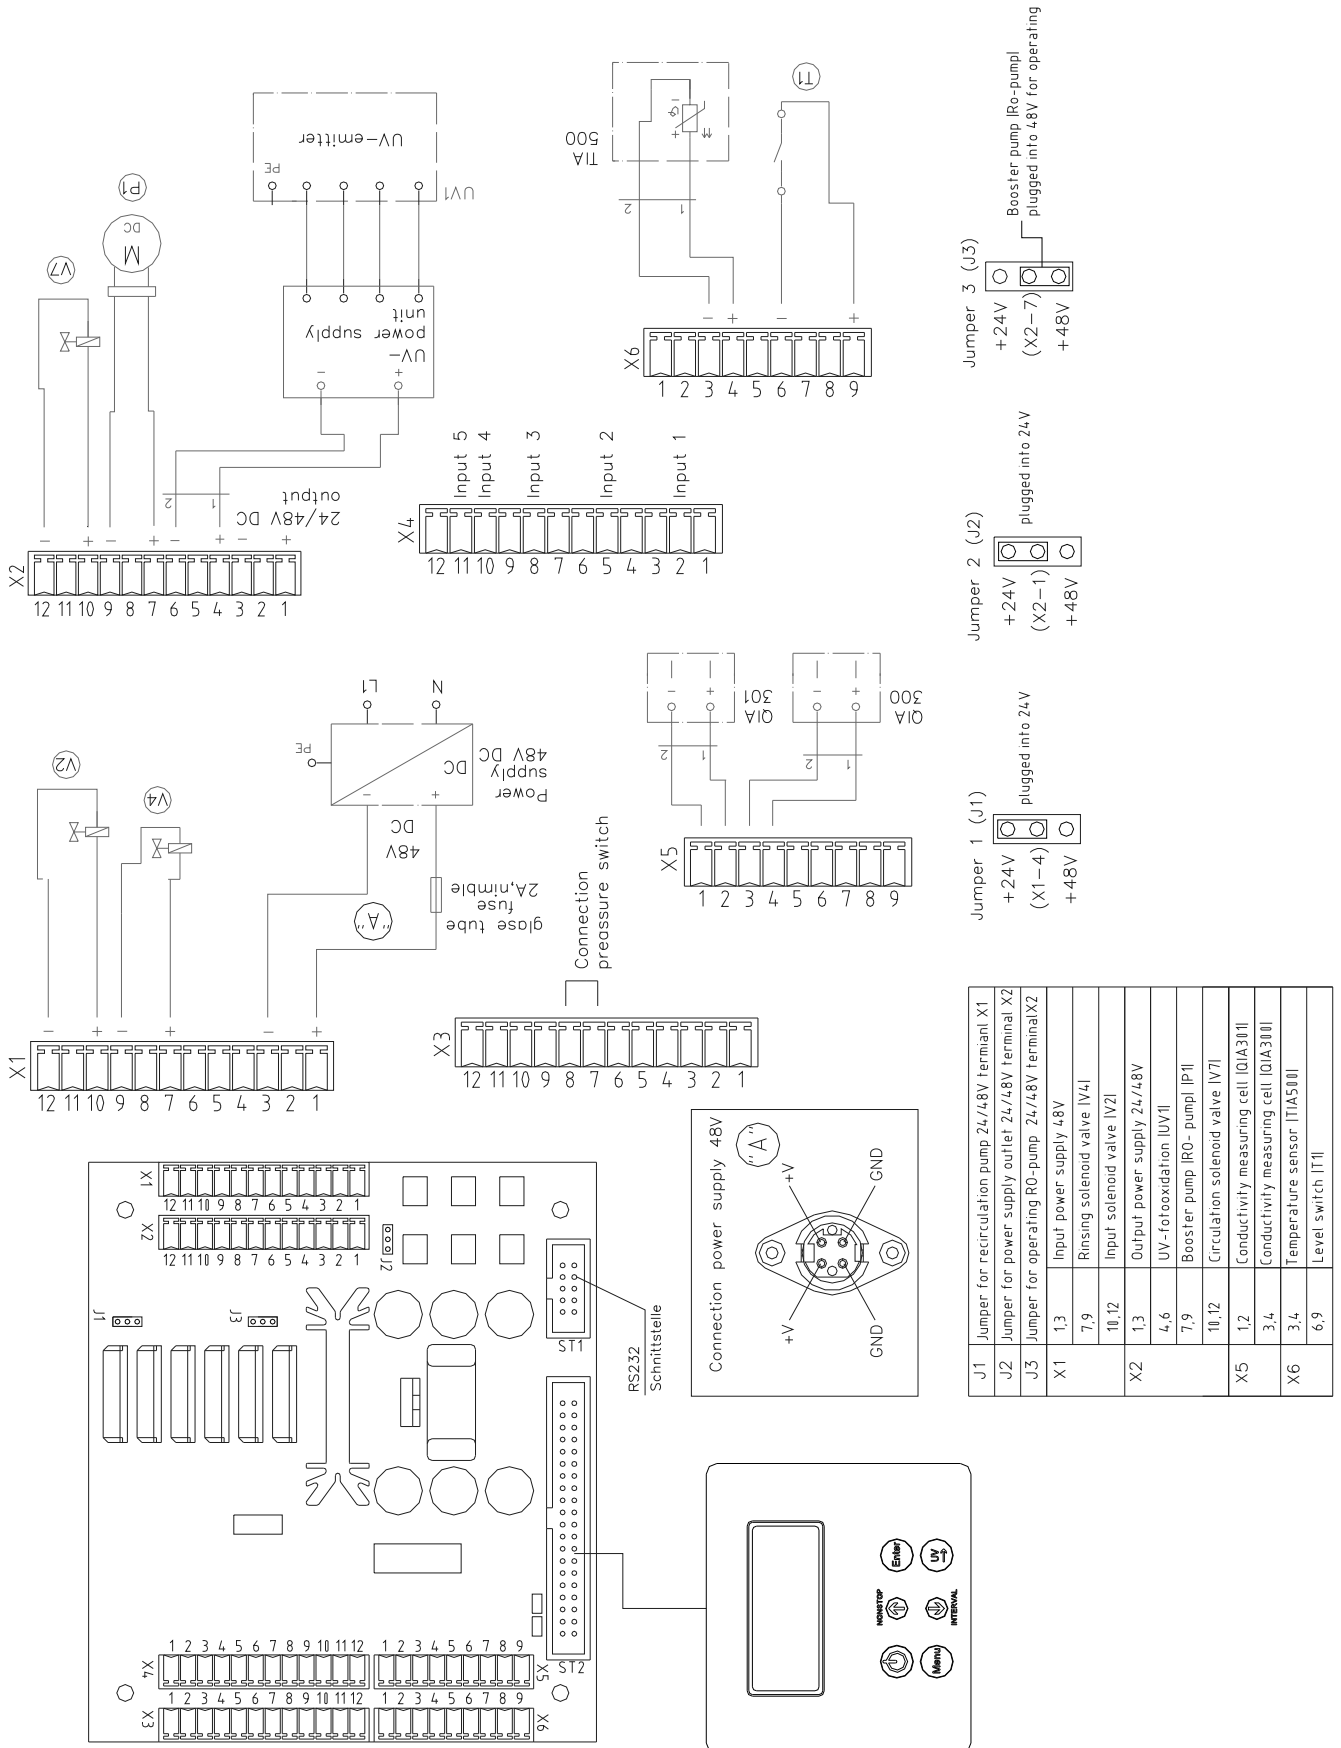 X2
12 11 10 9 8 7 6 5 4 3 2 1
− + − + − + − +
V7
P1
M
DC
2
1
24/48V DC
output
UV-
power supply
unit
− +
UV-emitter
PE
UV1
X4
12 11 10 9 8 7 6 5 4 3 2 1
Input 5
Input 4
Input 3
Input 2
Input 1
X6
1 2 3 4 5 6 7 8 9
− + − +
TIA
500
2
1
− +
T1
Jumper 3 (J3)
+24V
(X2-7)
+48V
Booster pump |Ro-pump|
plugged into 48V for operating
Jumper 2 (J2)
+24V
(X2-1)
+48V
plugged into 24V
Jumper 1 (J1)
+24V
(X1-4)
+48V
plugged into 24V
X1
12 11 10 9 8 7 6 5 4 3 2 1
− + − + − +
V2
V4
"A"
glase tube
fuse
2A,nimble
48V
DC
Power
supply
48V DC
DC
− +
PE
L1
N
X3
12 11 10 9 8 7 6 5 4 3 2 1
Connection
preassure switch
X5
1 2 3 4 5 6 7 8 9
QIA
301
− +
2
1
QIA
300
− +
2
1
X1
12 11 10 9 8 7 6 5 4 3 2 1
X2
12 11 10 9 8 7 6 5 4 3 2 1
J2
J1
J3
ST1
RS232
Schnittstelle
ST2
X4
1 2 3 4 5 6 7 8 9 10 11 12
X3
1 2 3 4 5 6 7 8 9 10 11 12
X5
1 2 3 4 5 6 7 8 9
X6
1 2 3 4 5 6 7 8 9
Connection power supply 48V
"A"
+V
GND
+V
GND
NONSTOP
Enter
UV
INTERVAL
Menu
J1 Jumper for recirculation pump 24/48V termianl X1
J2 Jumper for power supply outlet 24/48V terminal X2
J3 Jumper for operating RO-pump 24/48V terminalX2
X1 1,3 Input power supply 48V
7,9 Rinsing solenoid valve |V4|
10,12 Input solenoid valve |V2|
X2 1,3 Output power supply 24/48V
4,6 UV-fotooxidation |UV1|
7,9 Booster pump |RO- pump| |P1|
10,12 Circulation solenoid valve |V7|
X5 1,2 Conductivity measuring cell |QIA301|
3,4 Conductivity measuring cell |QIA300|
X6 3,4 Temperature sensor |TIA500|
6,9 Level switch |T1|